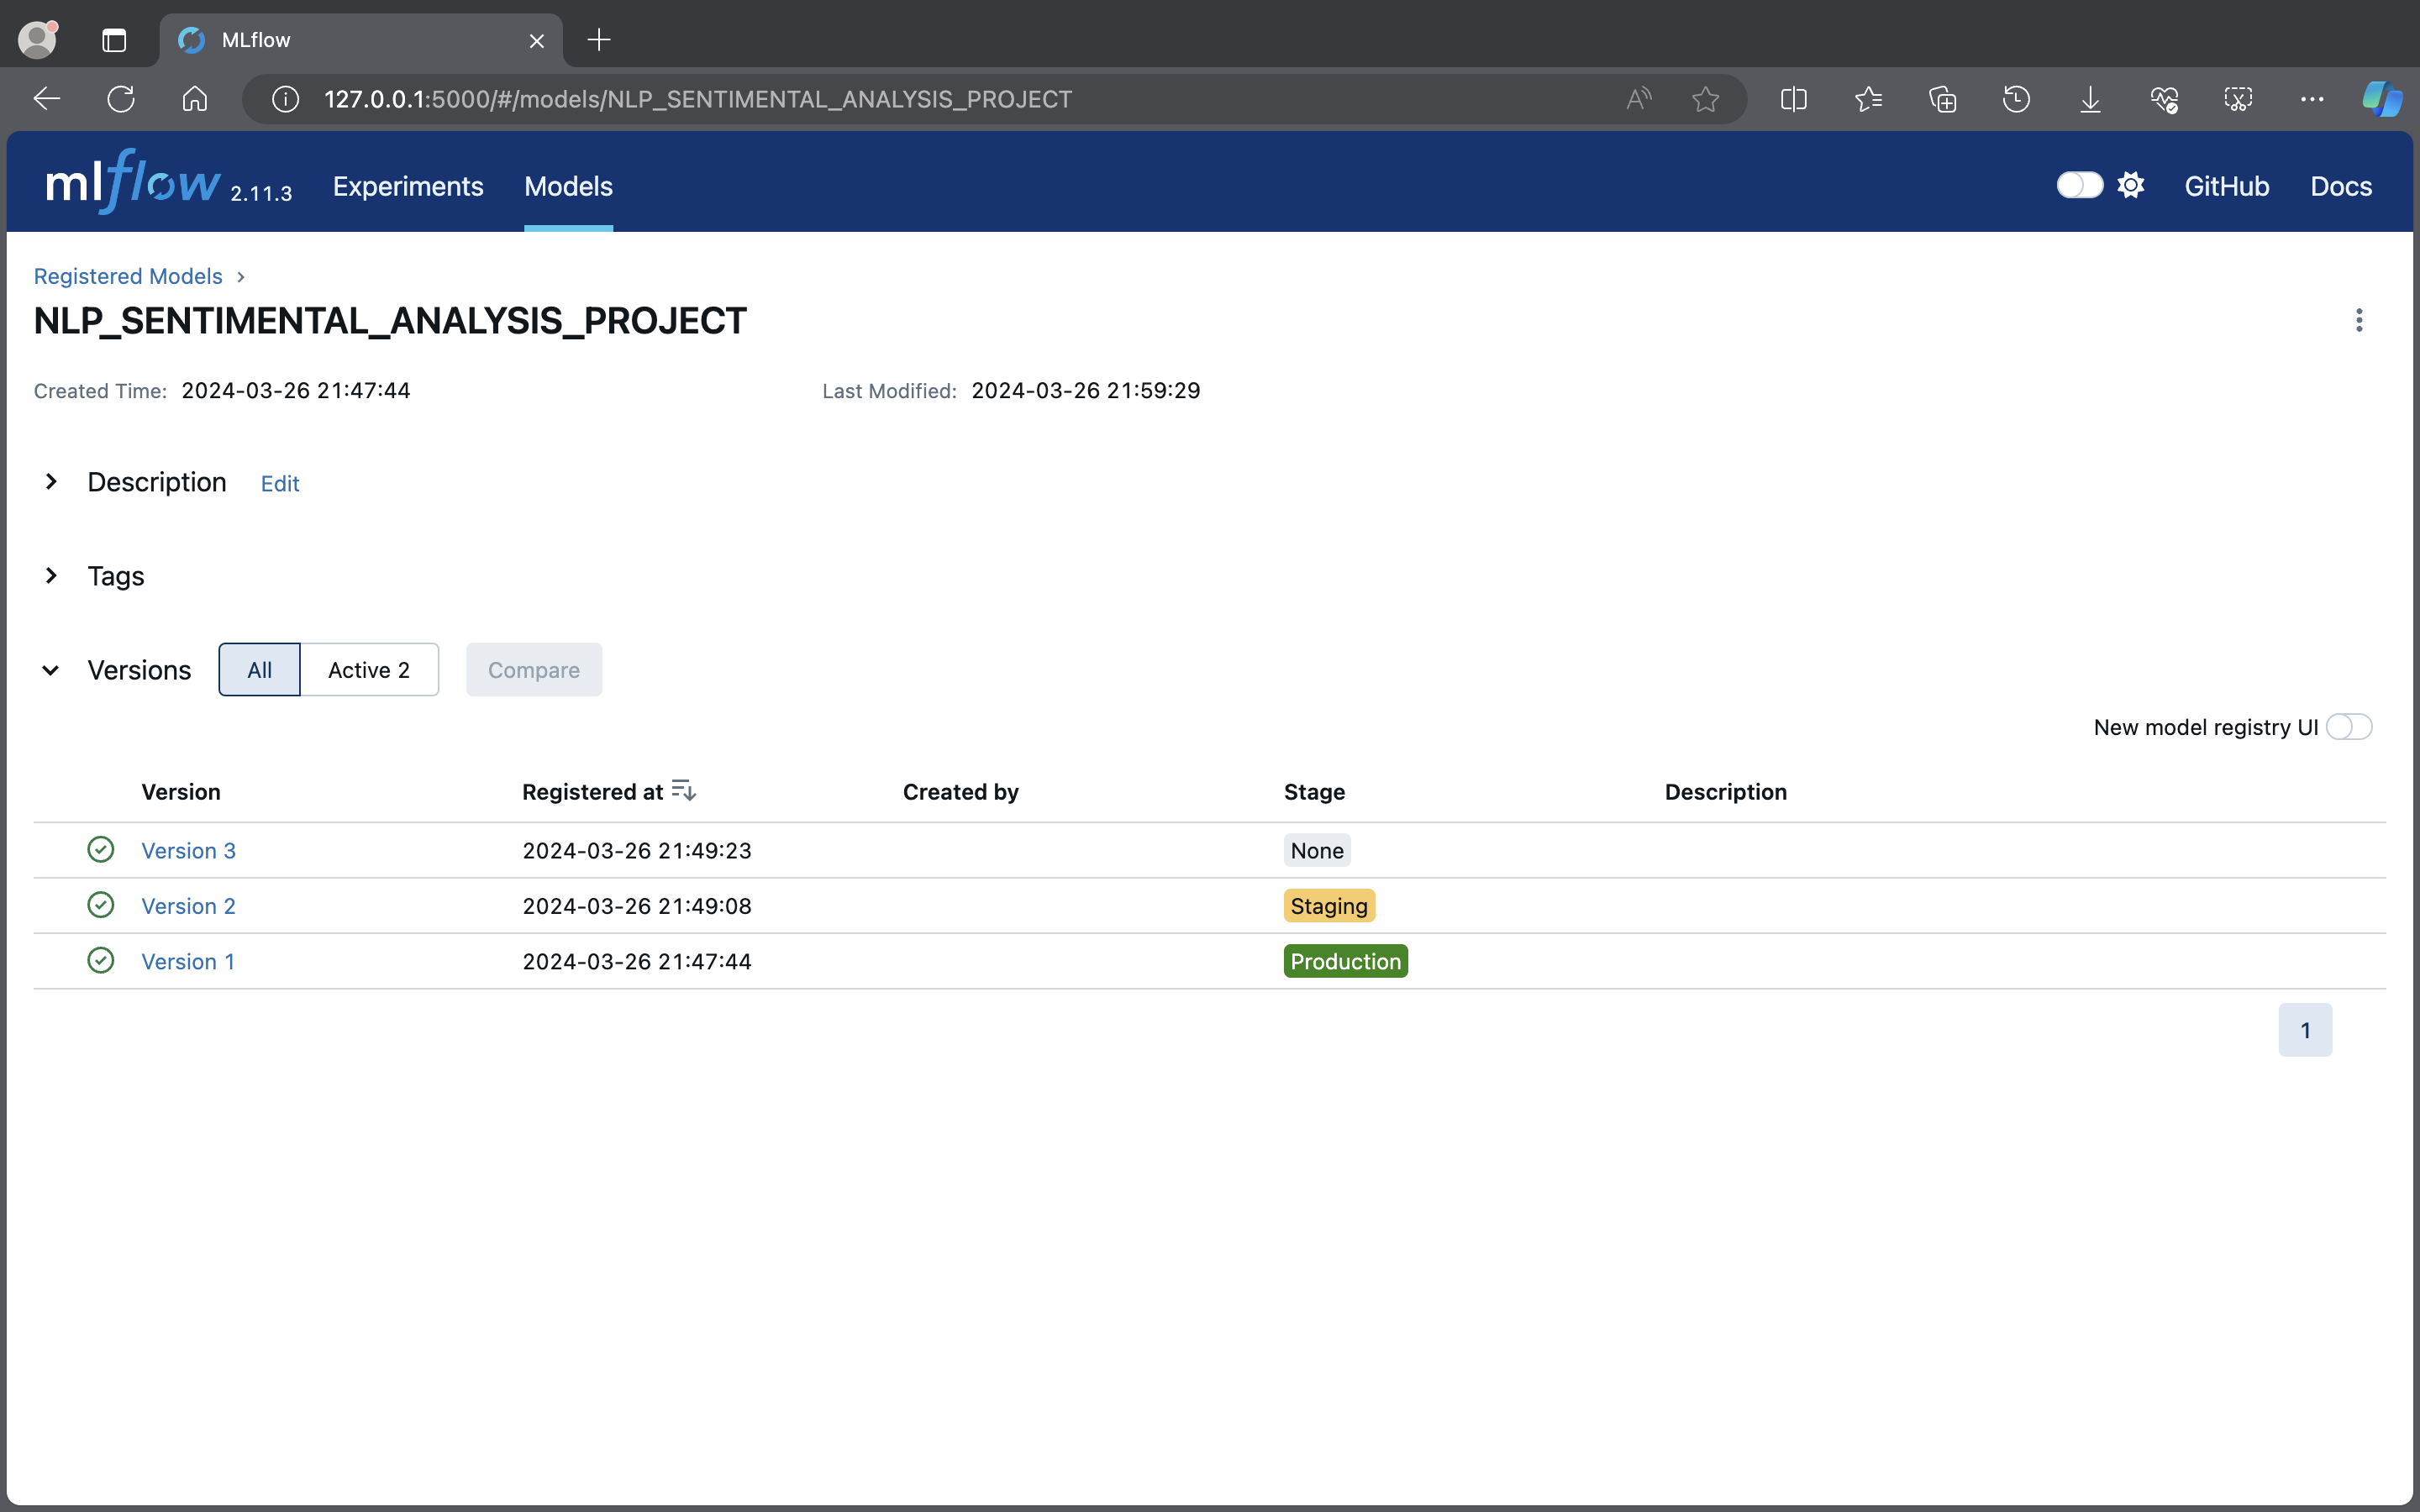 MLflow
127.0.0.1:5000/#/models/NLP_SENTIMENTAL_ANALYSIS_PROJECT
mlflow 2.11.3 Experiments Models GitHub Docs
Registered Models >
NLP_SENTIMENTAL_ANALYSIS_PROJECT
Created Time: 2024-03-26 21:47:44 Last Modified: 2024-03-26 21:59:29
Description Edit
Tags
Versions All Active 2 Compare
New model registry UI
Version Registered at Created by Stage Description
Version 3 2024-03-26 21:49:23 None
Version 2 2024-03-26 21:49:08 Staging
Version 1 2024-03-26 21:47:44 Production
1